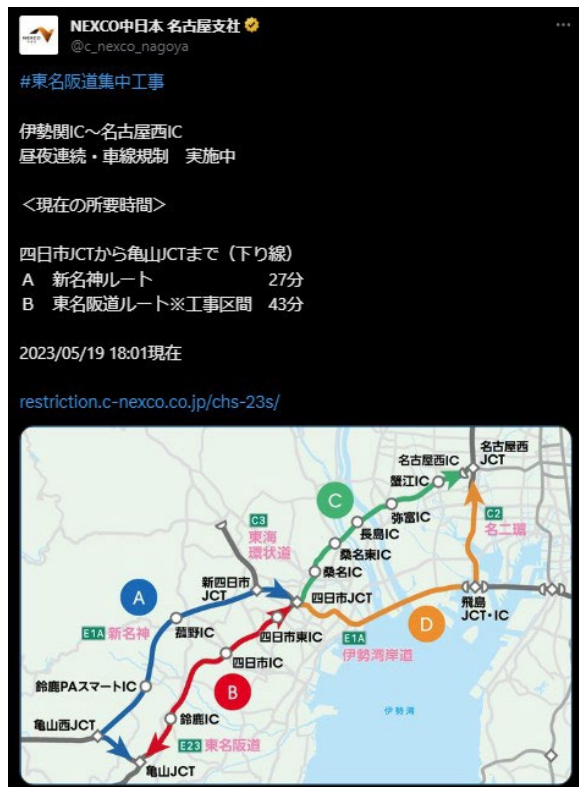 NEXCO中日本 名古屋支社
@c_nexco_nagoya
#東名阪道集中工事
伊勢関IC～名古屋西IC
昼夜連続・車線規制　実施中
＜現在の所要時間＞
四日市JCTから亀山JCTまで（下り線）
A　新名神ルート　27分
B　東名阪道ルート※工事区間　43分
2023/05/19 18:01現在
restriction.c-nexco.co.jp/chs-23s/
名古屋西
JCT
名古屋西IC
蟹江IC
C
弥富IC
C2
名二環
長島IC
C3
東海
環状道
桑名東IC
桑名IC
新四日市
JCT
四日市JCT
飛島
JCT・IC
A
E1A 新名神
菰野IC
四日市東IC
D
E1A
伊勢湾岸道
四日市IC
B
鈴鹿PAスマートIC
伊勢湾
鈴鹿IC
亀山西JCT
E23 東名阪道
亀山JCT